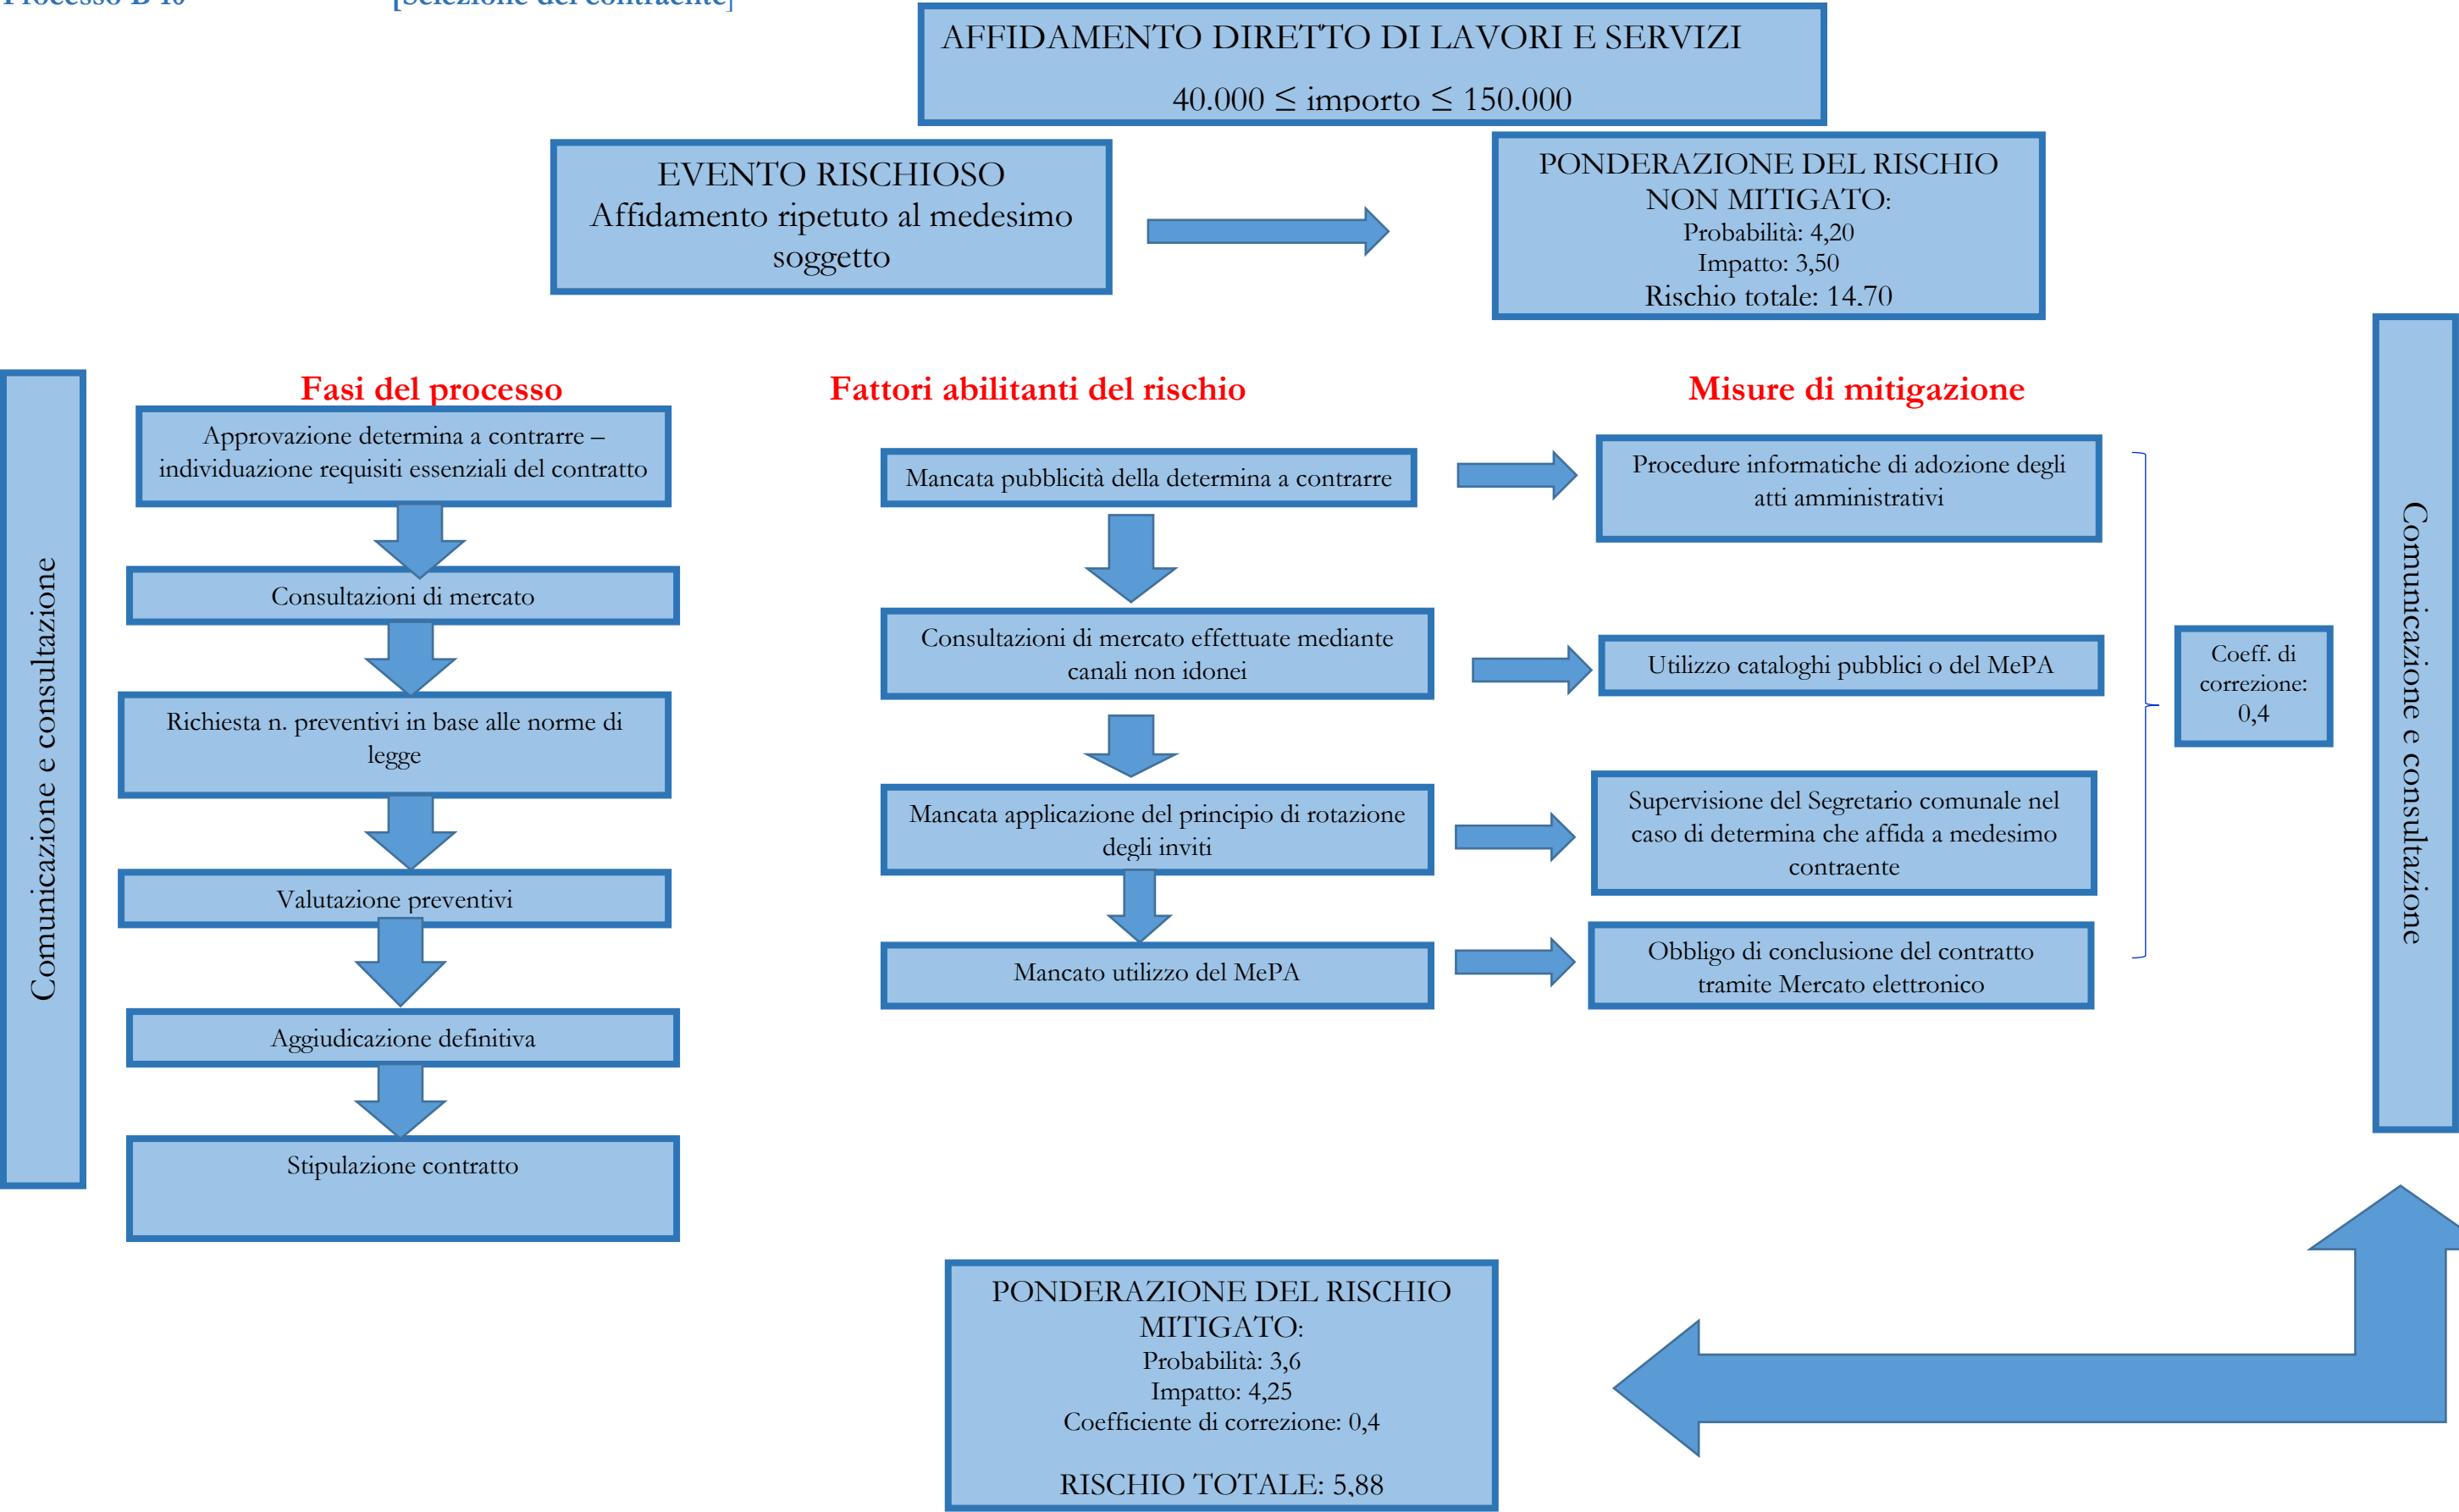 Processo B 10 [Selezione del contraente]
AFFIDAMENTO DIRETTO DI LAVORI E SERVIZI
40.000 ≤ importo ≤ 150.000
EVENTO RISCHIOSO
Affidamento ripetuto al medesimo
soggetto
PONDERAZIONE DEL RISCHIO
NON MITIGATO:
Probabilità: 4,20
Impatto: 3,50
Rischio totale: 14,70
Comunicazione e consultazione
Fasi del processo
Approvazione determina a contrarre –
individuazione requisiti essenziali del contratto
Consultazioni di mercato
Richiesta n. preventivi in base alle norme di
legge
Valutazione preventivi
Aggiudicazione definitiva
Stipulazione contratto
Fattori abilitanti del rischio
Mancata pubblicità della determina a contrarre
Consultazioni di mercato effettuate mediante
canali non idonei
Mancata applicazione del principio di rotazione
degli inviti
Mancato utilizzo del MePA
Misure di mitigazione
Procedure informatiche di adozione degli
atti amministrativi
Utilizzo cataloghi pubblici o del MePA
Supervisione del Segretario comunale nel
caso di determina che affida a medesimo
contraente
Obbligo di conclusione del contratto
tramite Mercato elettronico
Coeff. di
correzione:
0,4
Comunicazione e consultazione
PONDERAZIONE DEL RISCHIO
MITIGATO:
Probabilità: 3,6
Impatto: 4,25
Coefficiente di correzione: 0,4
RISCHIO TOTALE: 5,88